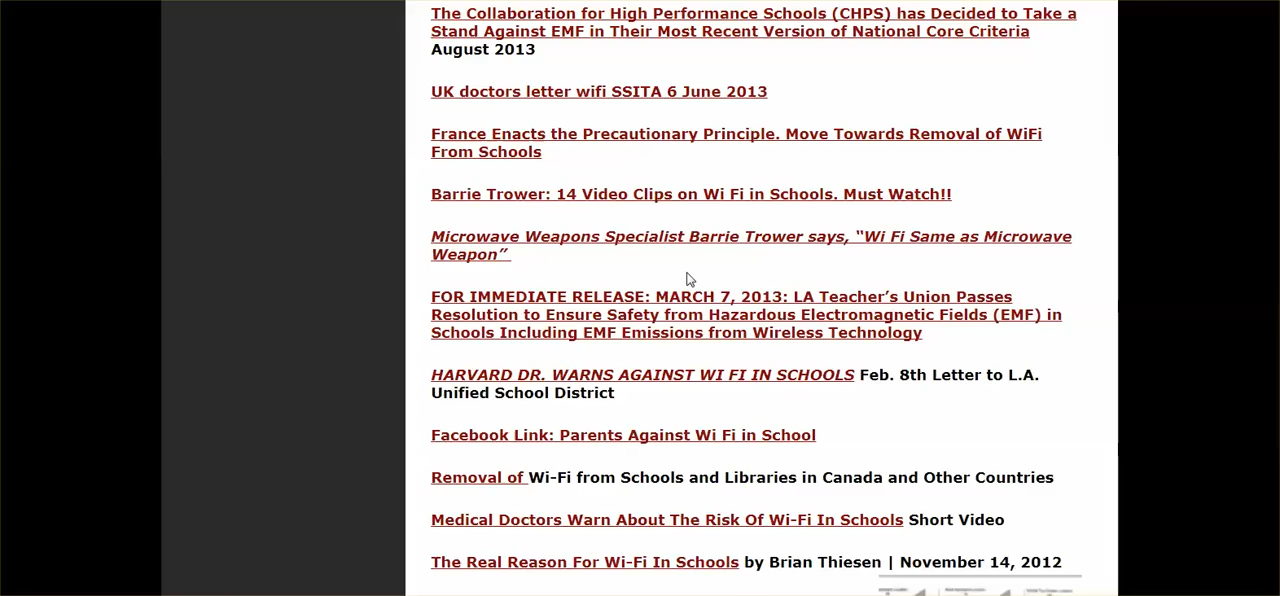 The Collaboration for High Performance Schools (CHPS) has Decided to Take a
Stand Against EMF in Their Most Recent Version of National Core Criteria
August 2013
UK doctors letter wifi SSITA 6 June 2013
France Enacts the Precautionary Principle. Move Towards Removal of WiFi
From Schools
Barrie Trower: 14 Video Clips on Wi Fi in Schools. Must Watch!!
Microwave Weapons Specialist Barrie Trower says, “Wi Fi Same as Microwave
Weapon”
FOR IMMEDIATE RELEASE: MARCH 7, 2013: LA Teacher’s Union Passes
Resolution to Ensure Safety from Hazardous Electromagnetic Fields (EMF) in
Schools Including EMF Emissions from Wireless Technology
HARVARD DR. WARNS AGAINST WI FI IN SCHOOLS Feb. 8th Letter to L.A.
Unified School District
Facebook Link: Parents Against Wi Fi in School
Removal of Wi-Fi from Schools and Libraries in Canada and Other Countries
Medical Doctors Warn About The Risk Of Wi-Fi In Schools Short Video
The Real Reason For Wi-Fi In Schools by Brian Thiesen | November 14, 2012